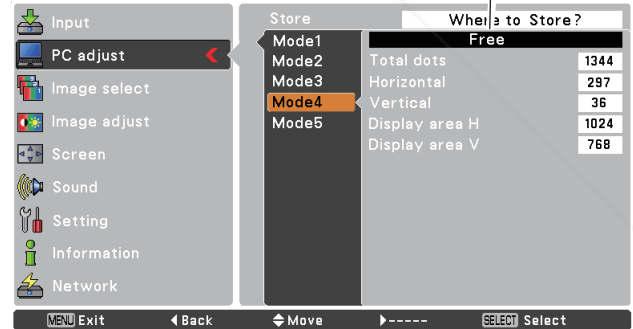 Input
PC adjust
Image select
Image adjust
Screen
Sound
Setting
Information
Network
Store
Mode1
Mode2
Mode3
Mode4
Mode5
Where to Store?
Free
Total dots 1344
Horizontal 297
Vertical 36
Display area H 1024
Display area V 768
MENU Exit Back Move ----- SELECT Select